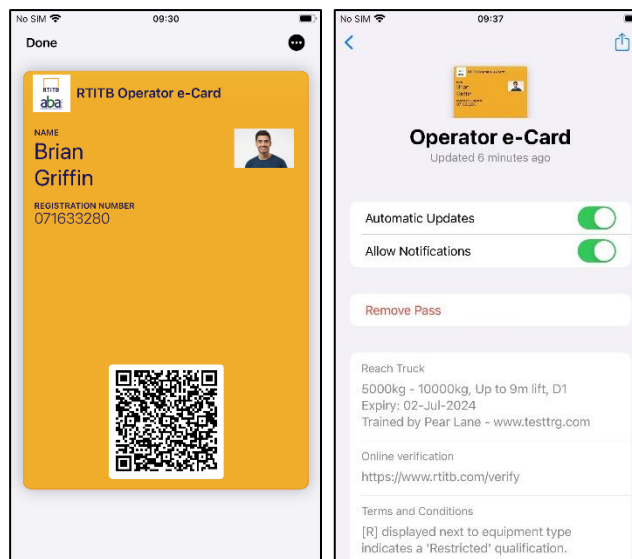 No SIM 09:30
Done
RTITB
aba
RTITB Operator e-Card
NAME
Brian
Griffin
REGISTRATION NUMBER
071633280
No SIM 09:37
Operator e-Card
Updated 6 minutes ago
Automatic Updates
Allow Notifications
Remove Pass
Reach Truck
5000kg - 10000kg, Up to 9m lift, D1
Expiry: 02-Jul-2024
Trained by Pear Lane - www.testtrg.com
Online verification
https://www.rtitb.com/verify
Terms and Conditions
[R] displayed next to equipment type
indicates a 'Restricted' qualification.